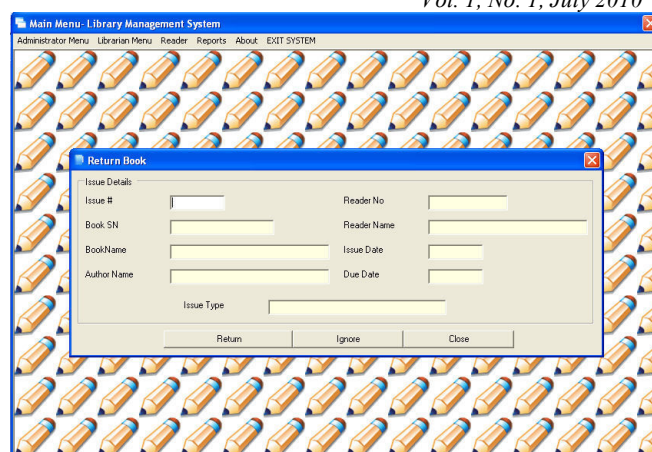 Vol. 1, No. 1, July 2010
Main Menu- Library Management System
Administrator Menu Librarian Menu Reader Reports About EXIT SYSTEM
Return Book
Issue Details
Issue # Reader No
Book SN Reader Name
BookName Issue Date
Author Name Due Date
Issue Type
Return Ignore Close